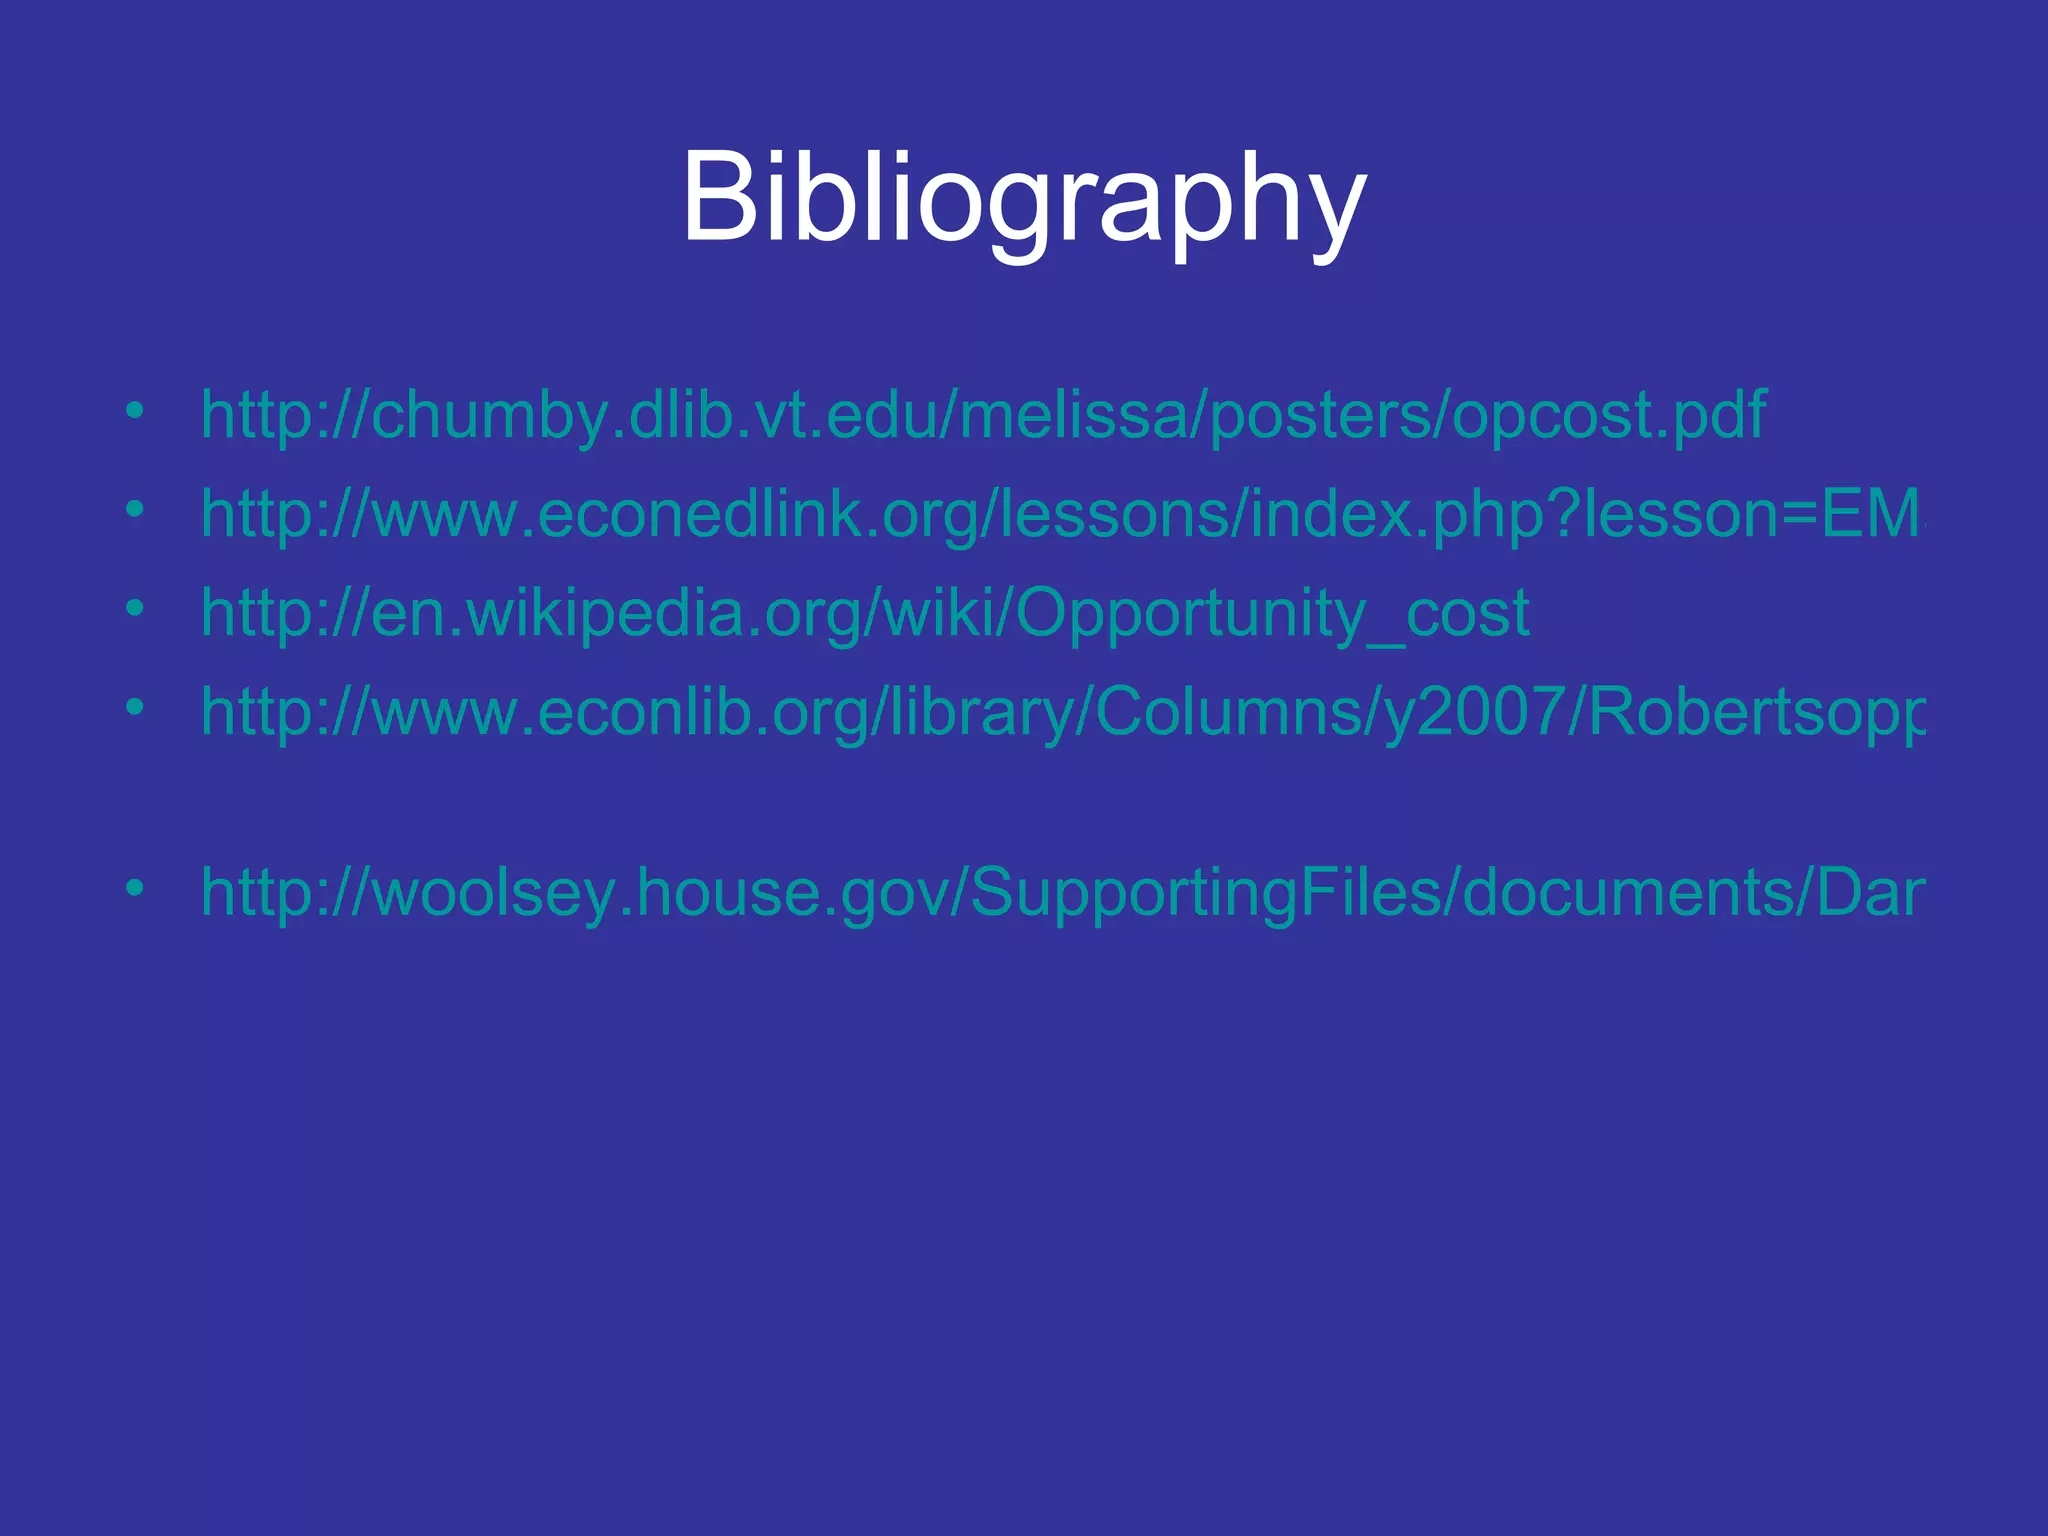 Bibliography
• http://chumby.dlib.vt.edu/melissa/posters/opcost.pdf
• http://www.econedlink.org/lessons/index.php?lesson=EM
• http://en.wikipedia.org/wiki/Opportunity_cost
• http://www.econlib.org/library/Columns/y2007/Robertsopp
• http://woolsey.house.gov/SupportingFiles/documents/Dar